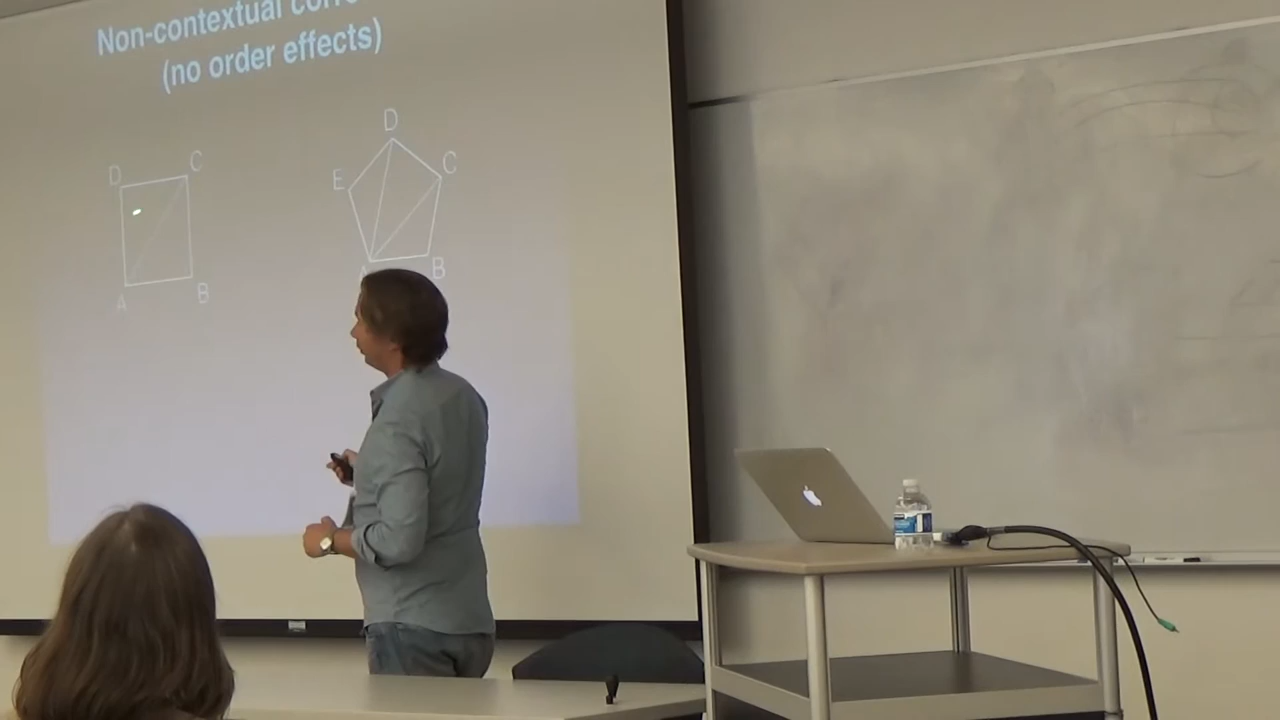 Non-contextual
(no order effects)
D C
A B
D
E C
B